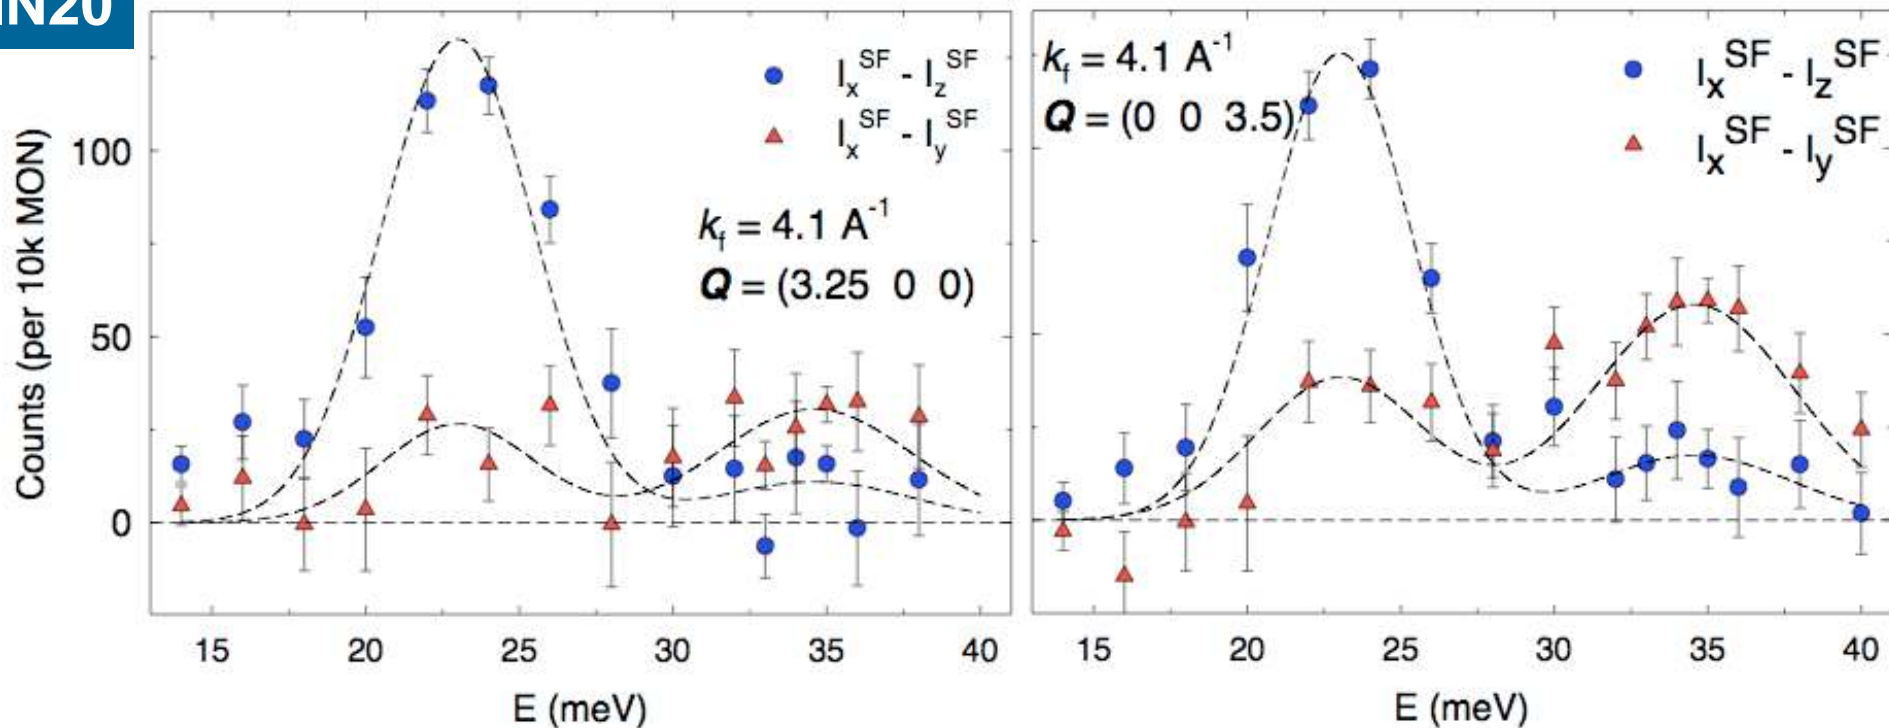 IN20
I_x^SF - I_z^SF
I_x^SF - I_y^SF
k_f = 4.1 A^-1
Q = (3.25 0 0)
Counts (per 10k MON)
100
50
0
15 20 25 30 35 40
E (meV)
k_f = 4.1 A^-1
Q = (0 0 3.5)
I_x^SF - I_z^SF
I_x^SF - I_y^SF
15 20 25 30 35 40
E (meV)